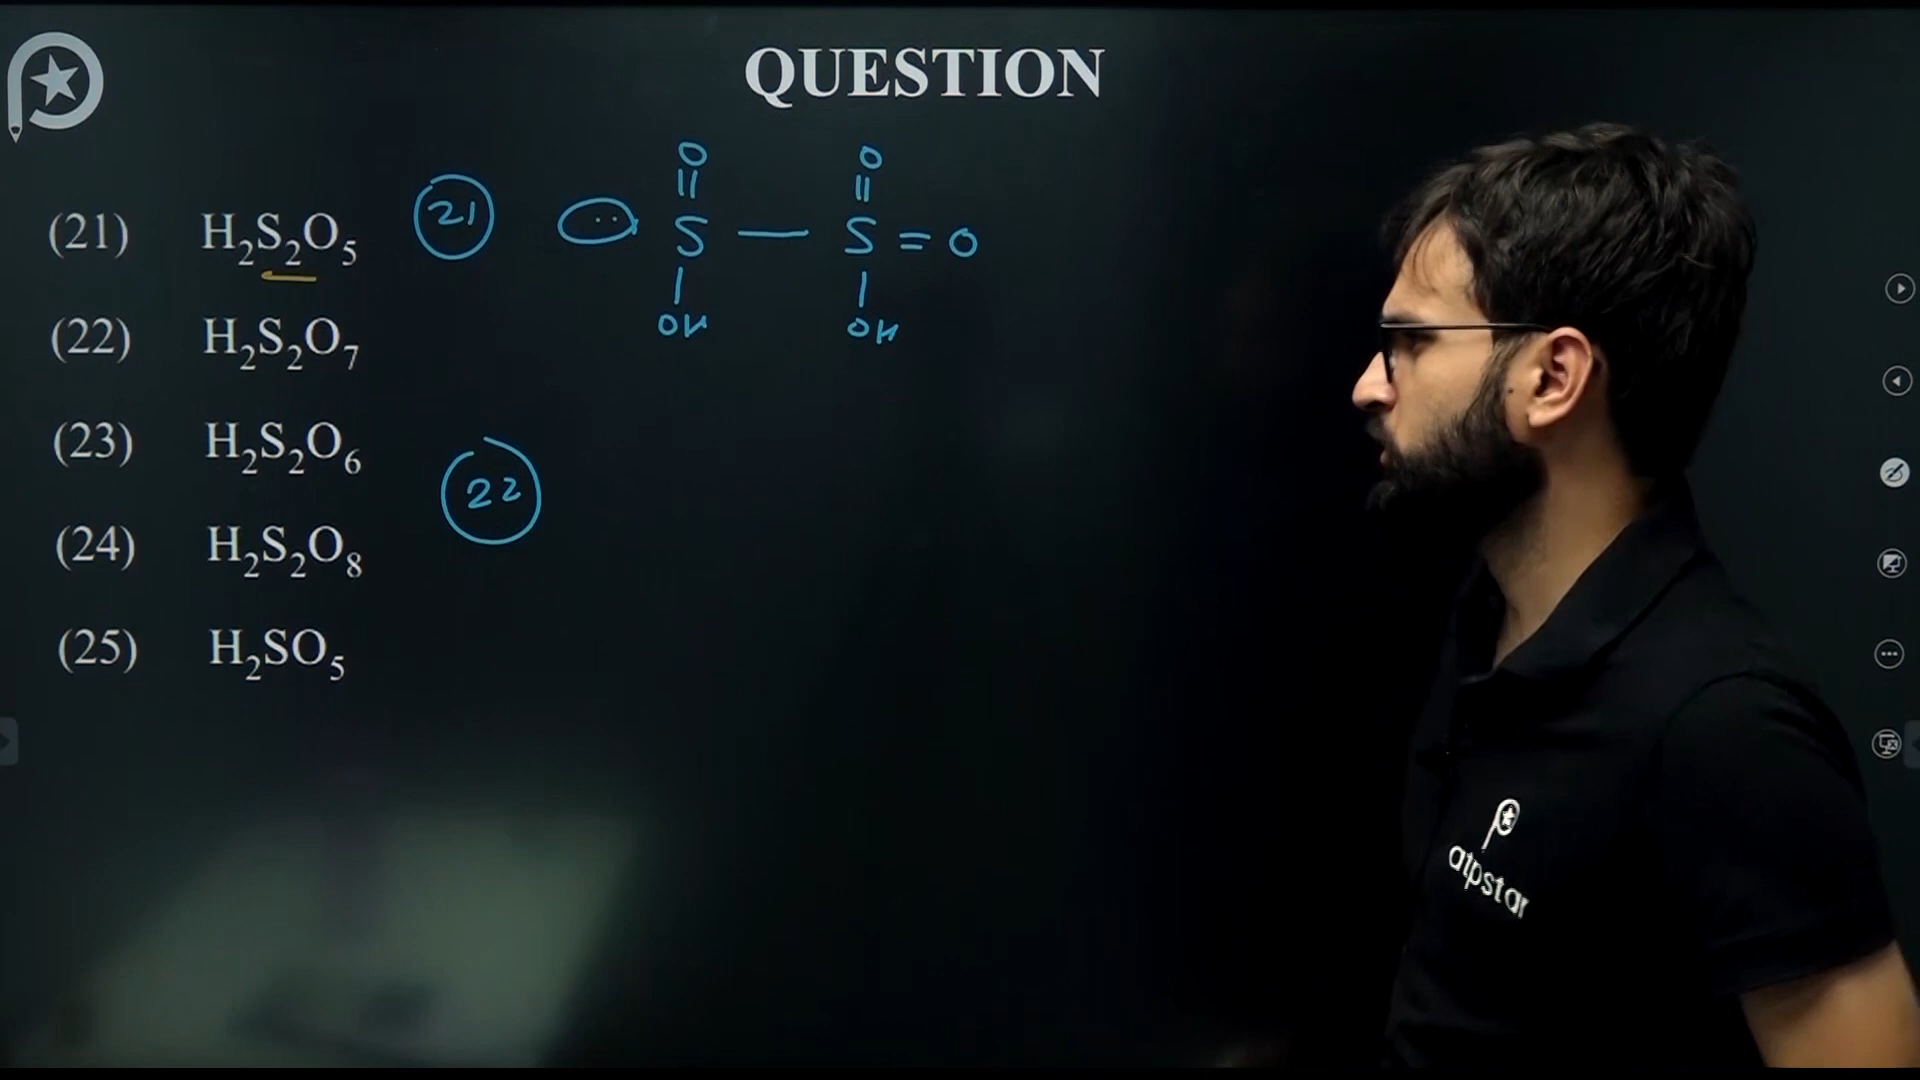 QUESTION
(21) H₂S₂O₅
(22) H₂S₂O₇
(23) H₂S₂O₆
(24) H₂S₂O₈
(25) H₂SO₅
21
O O
|| ||
S — S = O
| |
OH OH
22
atpstar